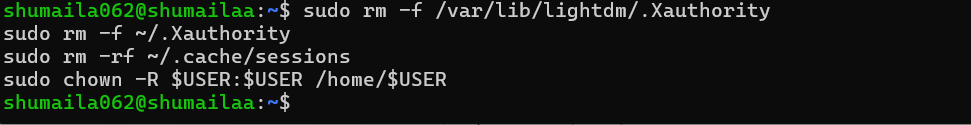 shumaila062@shumailaa:~$ sudo rm -f /var/lib/lightdm/.Xauthority
sudo rm -f ~/.Xauthority
sudo rm -rf ~/.cache/sessions
sudo chown -R $USER:$USER /home/$USER
shumaila062@shumailaa:~$